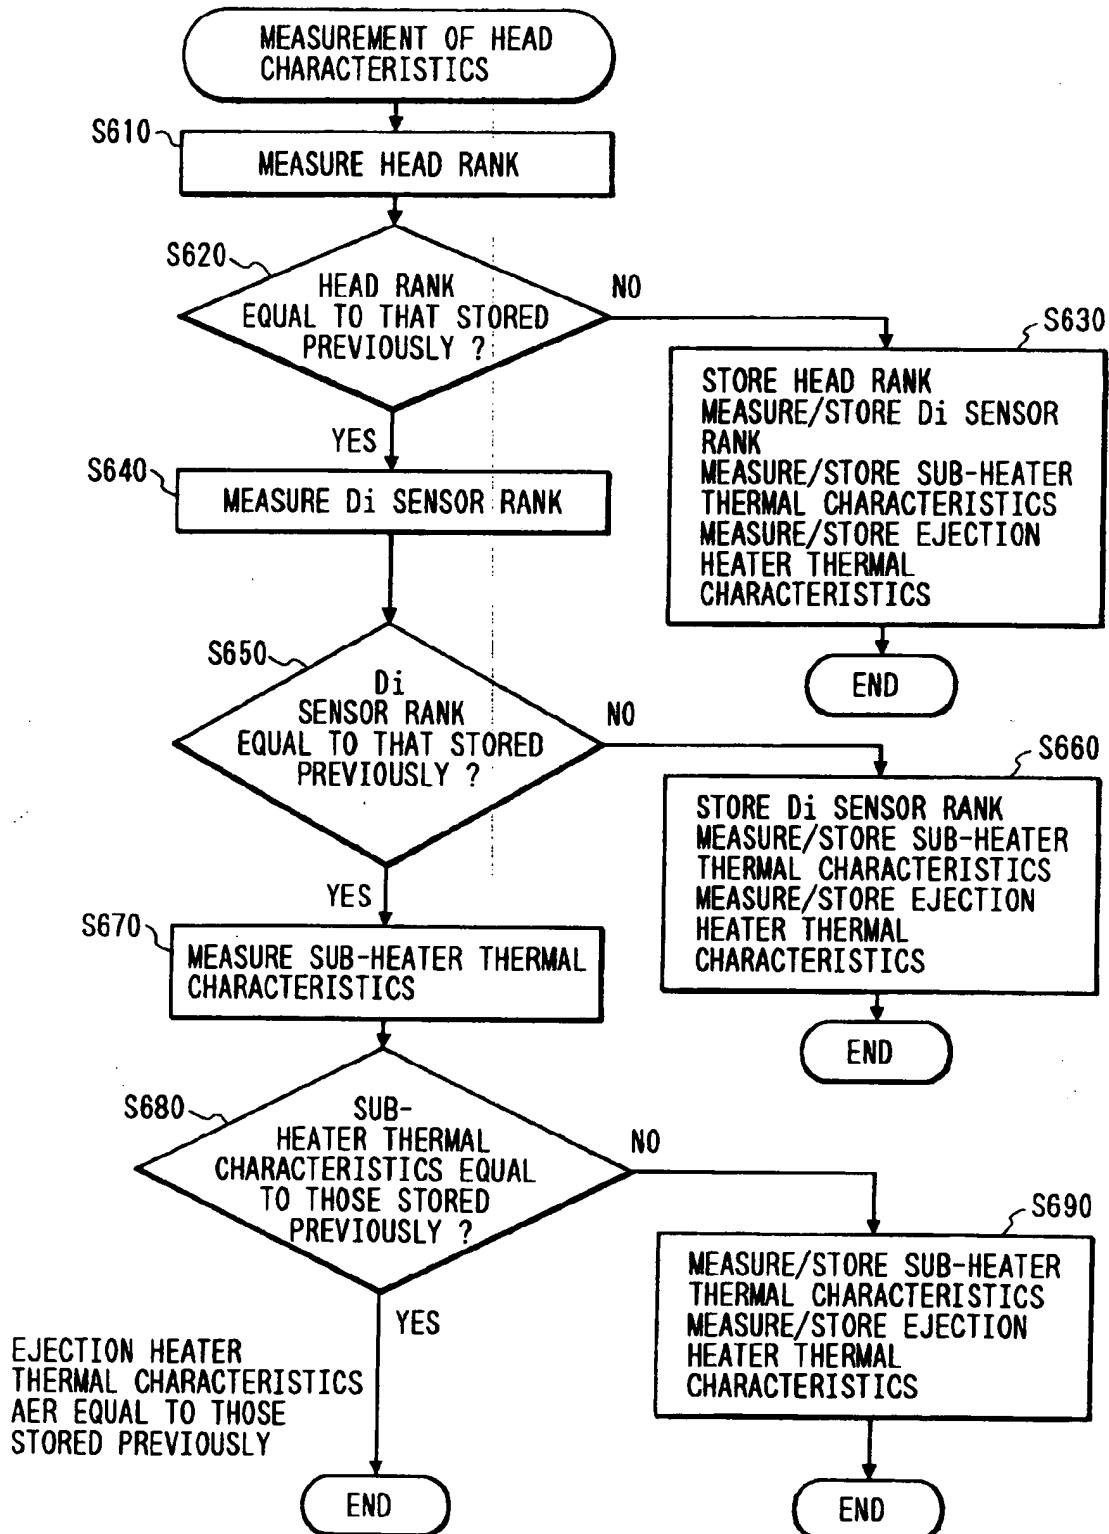 MEASUREMENT OF HEAD
CHARACTERISTICS
S610
MEASURE HEAD RANK
S620
HEAD RANK
EQUAL TO THAT STORED
PREVIOUSLY ?
NO
YES
S630
STORE HEAD RANK
MEASURE/STORE Di SENSOR
RANK
MEASURE/STORE SUB-HEATER
THERMAL CHARACTERISTICS
MEASURE/STORE EJECTION
HEATER THERMAL
CHARACTERISTICS
END
S640
MEASURE Di SENSOR RANK
S650
Di
SENSOR RANK
EQUAL TO THAT STORED
PREVIOUSLY ?
NO
YES
S660
STORE Di SENSOR RANK
MEASURE/STORE SUB-HEATER
THERMAL CHARACTERISTICS
MEASURE/STORE EJECTION
HEATER THERMAL
CHARACTERISTICS
END
S670
MEASURE SUB-HEATER THERMAL
CHARACTERISTICS
S680
SUB-
HEATER THERMAL
CHARACTERISTICS EQUAL
TO THOSE STORED
PREVIOUSLY ?
NO
YES
S690
MEASURE/STORE SUB-HEATER
THERMAL CHARACTERISTICS
MEASURE/STORE EJECTION
HEATER THERMAL
CHARACTERISTICS
END
EJECTION HEATER
THERMAL CHARACTERISTICS
AER EQUAL TO THOSE
STORED PREVIOUSLY
END